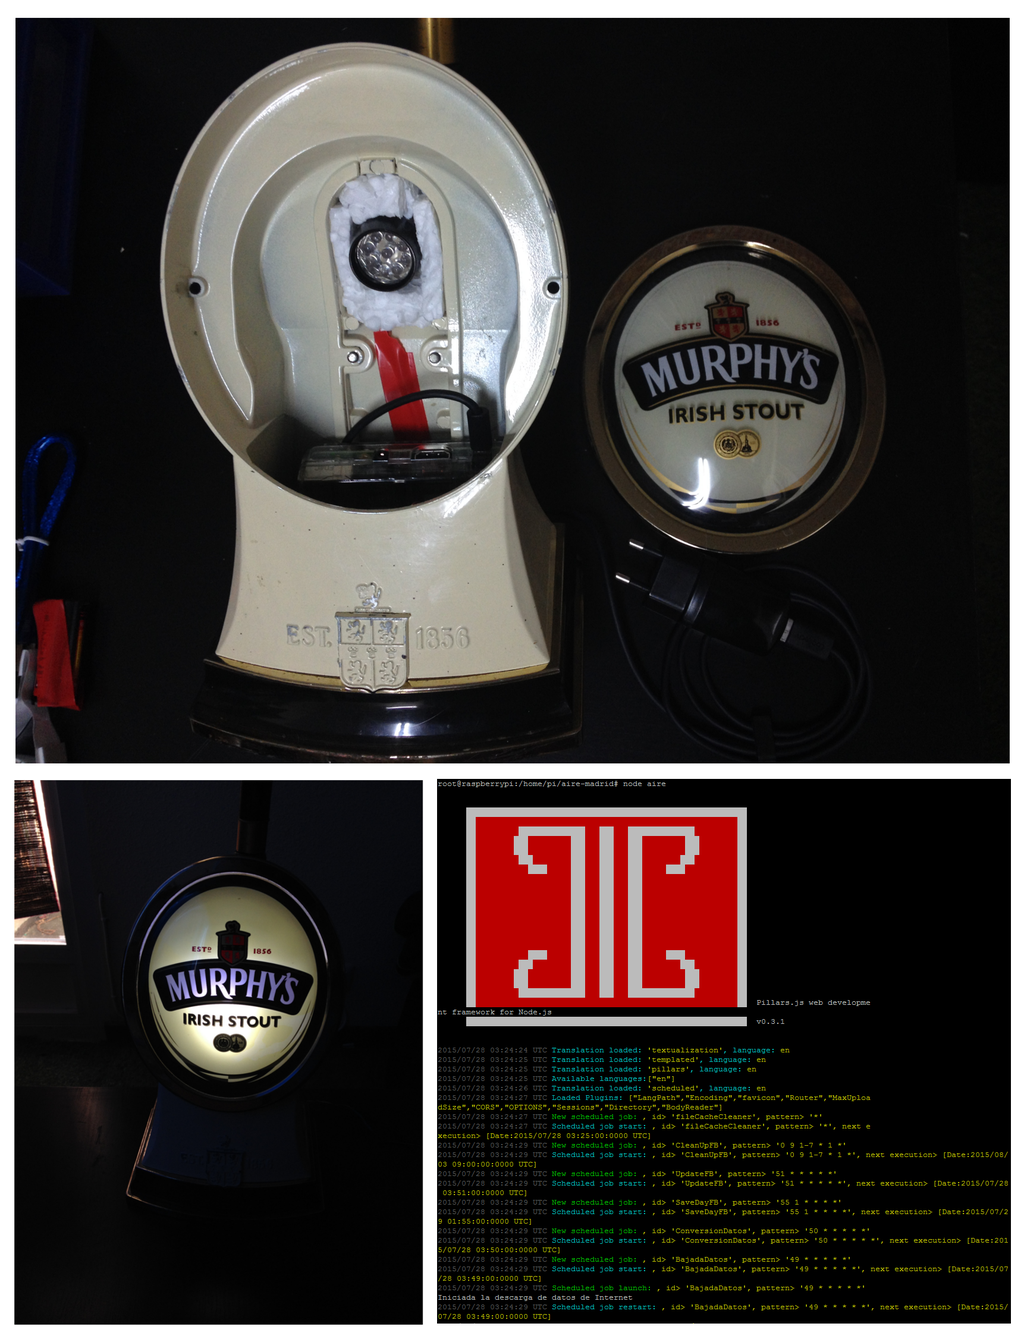 ESTD 1856
MURPHY'S
IRISH STOUT
EST. 1856
ESTD 1856
MURPHY'S
IRISH STOUT
root@raspberrypi:/home/pi/aire-madrid# node aire
Pillars.js web developme
nt framework for Node.js
v0.3.1
2015/07/28 03:24:24 UTC Translation loaded: 'textualization', language: en
2015/07/28 03:24:25 UTC Translation loaded: 'templated', language: en
2015/07/28 03:24:25 UTC Translation loaded: 'pillars', language: en
2015/07/28 03:24:25 UTC Available languages:["en"]
2015/07/28 03:24:26 UTC Translation loaded: 'scheduled', language: en
2015/07/28 03:24:27 UTC Loaded Plugins: ["LangPath","Encoding","favicon","Router","MaxUploa
dSize","CORS","OPTIONS","Sessions","Directory","BodyReader"]
2015/07/28 03:24:27 UTC New scheduled job: , id> 'fileCacheCleaner', pattern> '*'
2015/07/28 03:24:27 UTC Scheduled job start: , id> 'fileCacheCleaner', pattern> '*', next e
xecution> [Date:2015/07/28 03:25:00:0000 UTC]
2015/07/28 03:24:29 UTC New scheduled job: , id> 'CleanUpFB', pattern> '0 9 1-7 * 1 *'
2015/07/28 03:24:29 UTC Scheduled job start: , id> 'CleanUpFB', pattern> '0 9 1-7 * 1 *', next execution> [Date:2015/08/
03 09:00:00:0000 UTC]
2015/07/28 03:24:29 UTC New scheduled job: , id> 'UpdateFB', pattern> '51 * * * * *'
2015/07/28 03:24:29 UTC Scheduled job start: , id> 'UpdateFB', pattern> '51 * * * * *', next execution> [Date:2015/07/28
03:51:00:0000 UTC]
2015/07/28 03:24:29 UTC New scheduled job: , id> 'SaveDayFB', pattern> '55 1 * * * *'
2015/07/28 03:24:29 UTC Scheduled job start: , id> 'SaveDayFB', pattern> '55 1 * * * *', next execution> [Date:2015/07/2
9 01:55:00:0000 UTC]
2015/07/28 03:24:29 UTC New scheduled job: , id> 'ConversionDatos', pattern> '50 * * * * *'
2015/07/28 03:24:29 UTC Scheduled job start: , id> 'ConversionDatos', pattern> '50 * * * * *', next execution> [Date:201
5/07/28 03:50:00:0000 UTC]
2015/07/28 03:24:29 UTC New scheduled job: , id> 'BajadaDatos', pattern> '49 * * * * *'
2015/07/28 03:24:29 UTC Scheduled job start: , id> 'BajadaDatos', pattern> '49 * * * * *', next execution> [Date:2015/07
/28 03:49:00:0000 UTC]
2015/07/28 03:24:29 UTC Scheduled job launch: , id> 'BajadaDatos', pattern> '49 * * * * *'
Iniciada la descarga de datos de Internet
2015/07/28 03:24:29 UTC Scheduled job restart: , id> 'BajadaDatos', pattern> '49 * * * * *', next execution> [Date:2015/
07/28 03:49:00:0000 UTC]